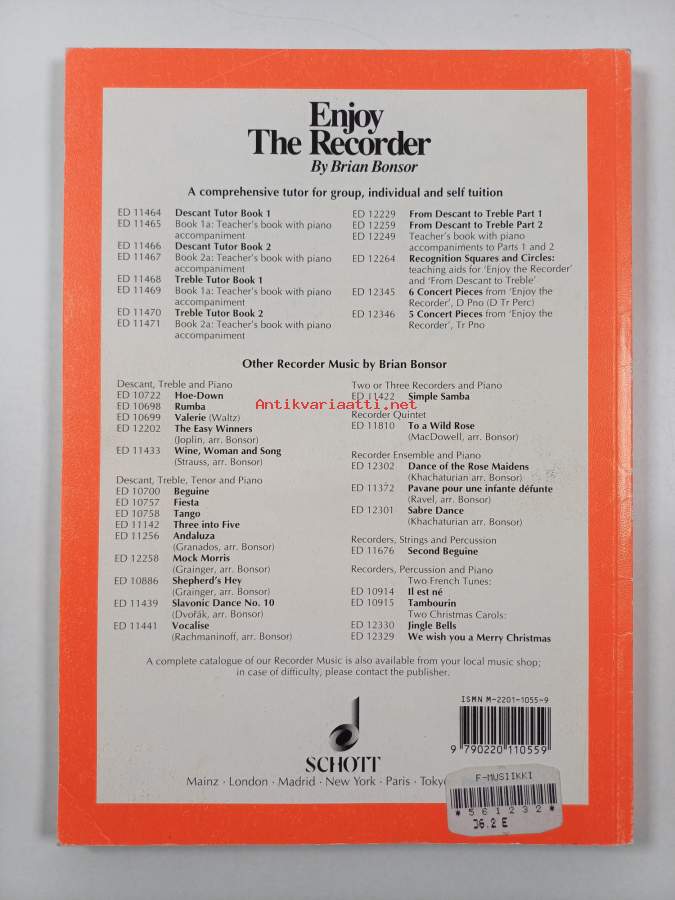 Enjoy
The Recorder
By Brian Bonsor
A comprehensive tutor for group, individual and self tuition
ED 11464 Descant Tutor Book 1
ED 11465 Book 1a: Teacher's book with piano
accompaniment
ED 11466 Descant Tutor Book 2
ED 11467 Book 2a: Teacher's book with piano
accompaniment
ED 11468 Treble Tutor Book 1
ED 11469 Book 1a: Teacher's book with piano
accompaniment
ED 11470 Treble Tutor Book 2
ED 11471 Book 2a: Teacher's book with piano
accompaniment
ED 12229 From Descant to Treble Part 1
ED 12259 From Descant to Treble Part 2
ED 12249 Teacher's book with piano
accompaniments to Parts 1 and 2
ED 12264 Recognition Squares and Circles:
teaching aids for 'Enjoy the Recorder'
and 'From Descant to Treble'
ED 12345 6 Concert Pieces from 'Enjoy the
Recorder', D Pno (D Tr Perc)
ED 12346 5 Concert Pieces from 'Enjoy the
Recorder', Tr Pno
Other Recorder Music by Brian Bonsor
Descant, Treble and Piano
ED 10722 Hoe-Down
ED 10698 Rumba
ED 10699 Valerie (Waltz)
ED 12202 The Easy Winners
(Joplin, arr. Bonsor)
ED 11433 Wine, Woman and Song
(Strauss, arr. Bonsor)
Descant, Treble, Tenor and Piano
ED 10700 Beguine
ED 10757 Fiesta
ED 10758 Tango
ED 11142 Three into Five
ED 11256 Andaluza
(Granados, arr. Bonsor)
ED 12258 Mock Morris
(Grainger, arr. Bonsor)
ED 10886 Shepherd's Hey
(Grainger, arr. Bonsor)
ED 11439 Slavonic Dance No. 10
(Dvořák, arr. Bonsor)
ED 11441 Vocalise
(Rachmaninoff, arr. Bonsor)
Two or Three Recorders and Piano
ED 11422 Simple Samba
Recorder Quintet
ED 11810 To a Wild Rose
(MacDowell, arr. Bonsor)
Recorder Ensemble and Piano
ED 12302 Dance of the Rose Maidens
(Khachaturian arr. Bonsor)
ED 11372 Pavane pour une infante défunte
(Ravel, arr. Bonsor)
ED 12301 Sabre Dance
(Khachaturian arr. Bonsor)
Recorders, Strings and Percussion
ED 11676 Second Beguine
Recorders, Percussion and Piano
Two French Tunes:
ED 10914 Il est né
ED 10915 Tambourin
Two Christmas Carols:
ED 12330 Jingle Bells
ED 12329 We wish you a Merry Christmas
Antikvariaatti.net
A complete catalogue of our Recorder Music is also available from your local music shop;
in case of difficulty, please contact the publisher.
SCHOTT
Mainz · London · Madrid · New York · Paris · Tokyo
ISMN M-2201-1055-9
9 790220 110559
F-MUSIIKKI
* 561232 *
16.2 E